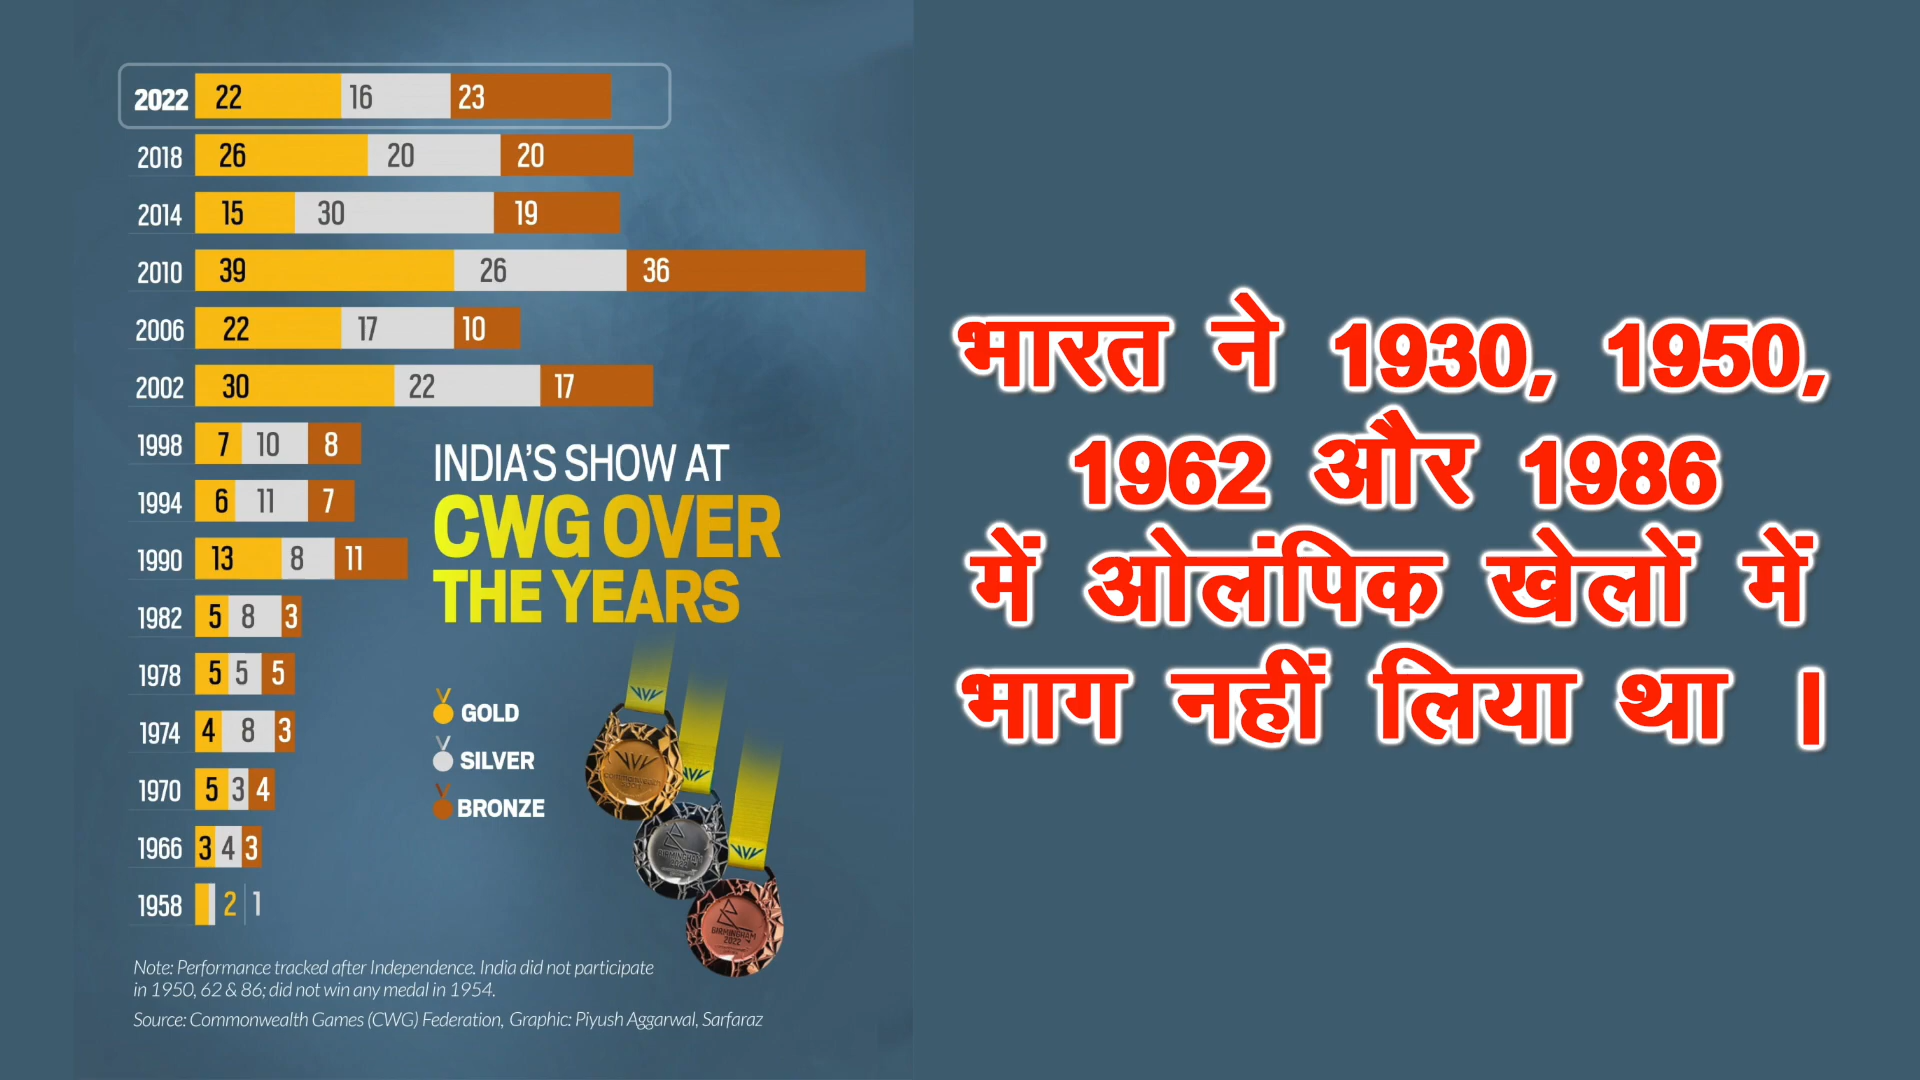 2022 22 16 23
2018 26 20 20
2014 15 30 19
2010 39 26 36
2006 22 17 10
2002 30 22 17
1998 7 10 8
1994 6 11 7
1990 13 8 11
1982 5 8 3
1978 5 5 5
1974 4 8 3
1970 5 3 4
1966 3 4 3
1958 2 1
INDIA'S SHOW AT
CWG OVER
THE YEARS
GOLD
SILVER
BRONZE
BIRMINGHAM
2022
BIRMINGHAM
2022
Note: Performance tracked after Independence. India did not participate
in 1950, 62 & 86; did not win any medal in 1954.
Source: Commonwealth Games (CWG) Federation, Graphic: Piyush Aggarwal, Sarfaraz
भारत ने 1930, 1950,
1962 और 1986
में ओलंपिक खेलों में
भाग नहीं लिया था ।